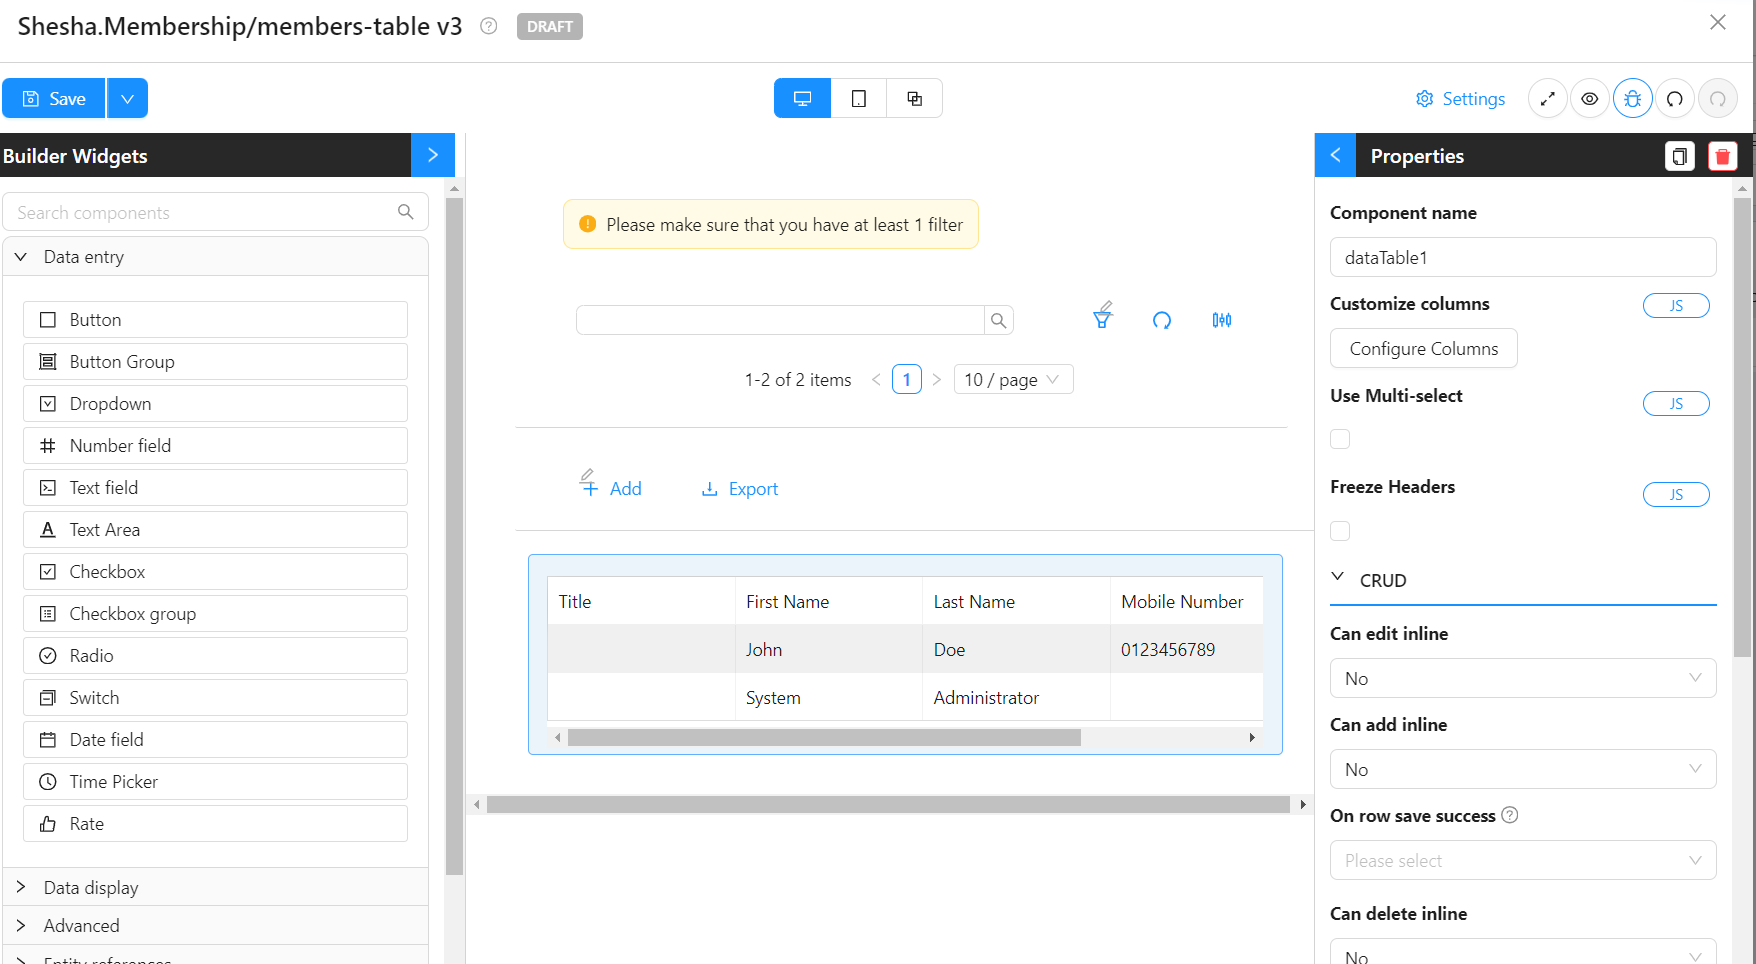 Shesha.Membership/members-table v3 DRAFT
Save
Settings
Builder Widgets
Search components
Data entry
Button
Button Group
Dropdown
Number field
Text field
Text Area
Checkbox
Checkbox group
Radio
Switch
Date field
Time Picker
Rate
Data display
Advanced
Entity references
Please make sure that you have at least 1 filter
1-2 of 2 items 1 10 / page
Add Export
Title First Name Last Name Mobile Number
John Doe 0123456789
System Administrator
Properties
Component name
dataTable1
Customize columns JS
Configure Columns
Use Multi-select JS
Freeze Headers JS
CRUD
Can edit inline
No
Can add inline
No
On row save success
Please select
Can delete inline
No